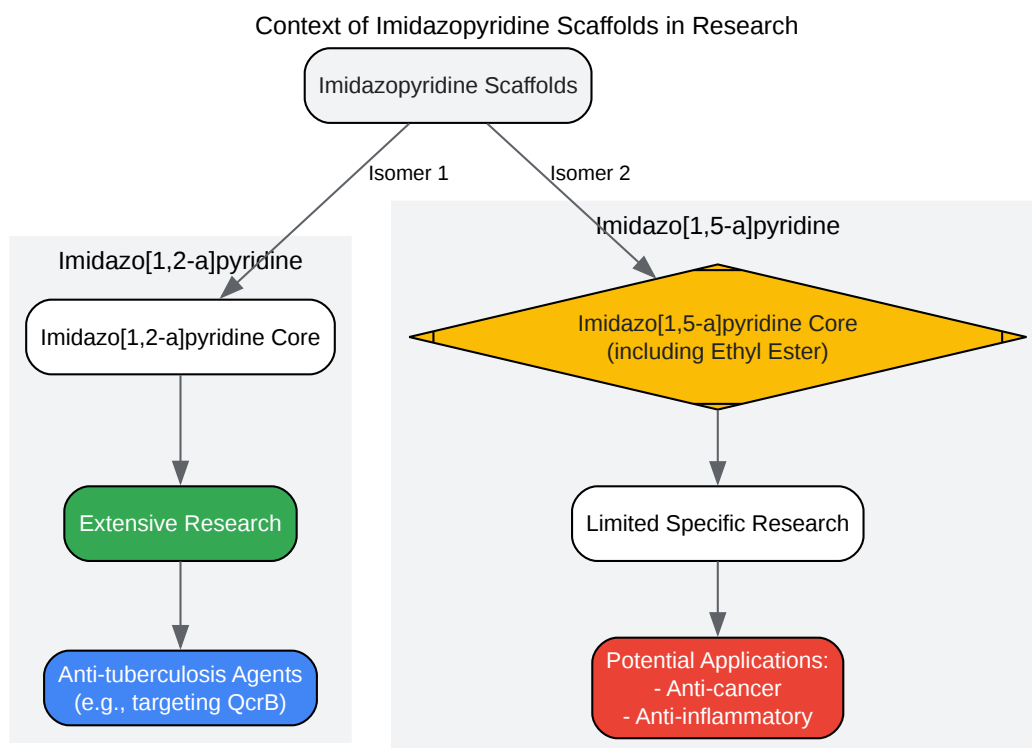 Context of Imidazopyridine Scaffolds in Research
Imidazopyridine Scaffolds
Isomer 1
Isomer 2
Imidazo[1,2-a]pyridine
Imidazo[1,2-a]pyridine Core
Extensive Research
Anti-tuberculosis Agents
(e.g., targeting QcrB)
Imidazo[1,5-a]pyridine
Imidazo[1,5-a]pyridine Core
(including Ethyl Ester)
Limited Specific Research
Potential Applications:
- Anti-cancer
- Anti-inflammatory